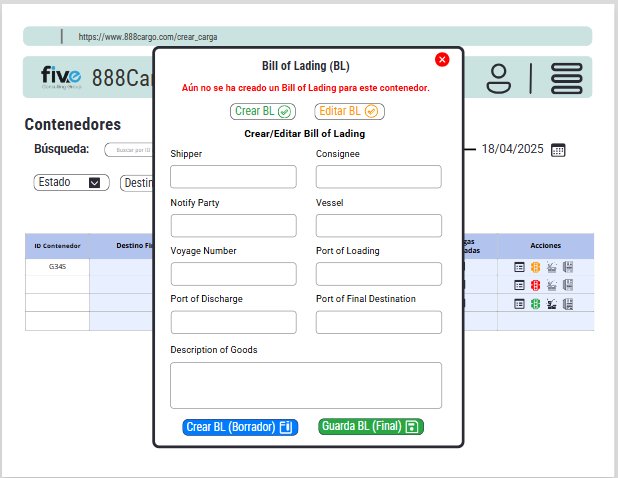 https://www.888cargo.com/crear_carga
five
Consulting Group
888Car
Bill of Lading (BL)
Aún no se ha creado un Bill of Lading para este contenedor.
Crear BL
Editar BL
Crear/Editar Bill of Lading
Contenedores
Búsqueda:
Buscar por ID
18/04/2025
Estado
Destin
Shipper
Consignee
Notify Party
Vessel
Voyage Number
Port of Loading
Port of Discharge
Port of Final Destination
Description of Goods
Crear BL (Borrador)
Guarda BL (Final)
ID Contenedor
Destino Fi
gas
adas
Acciones
G345